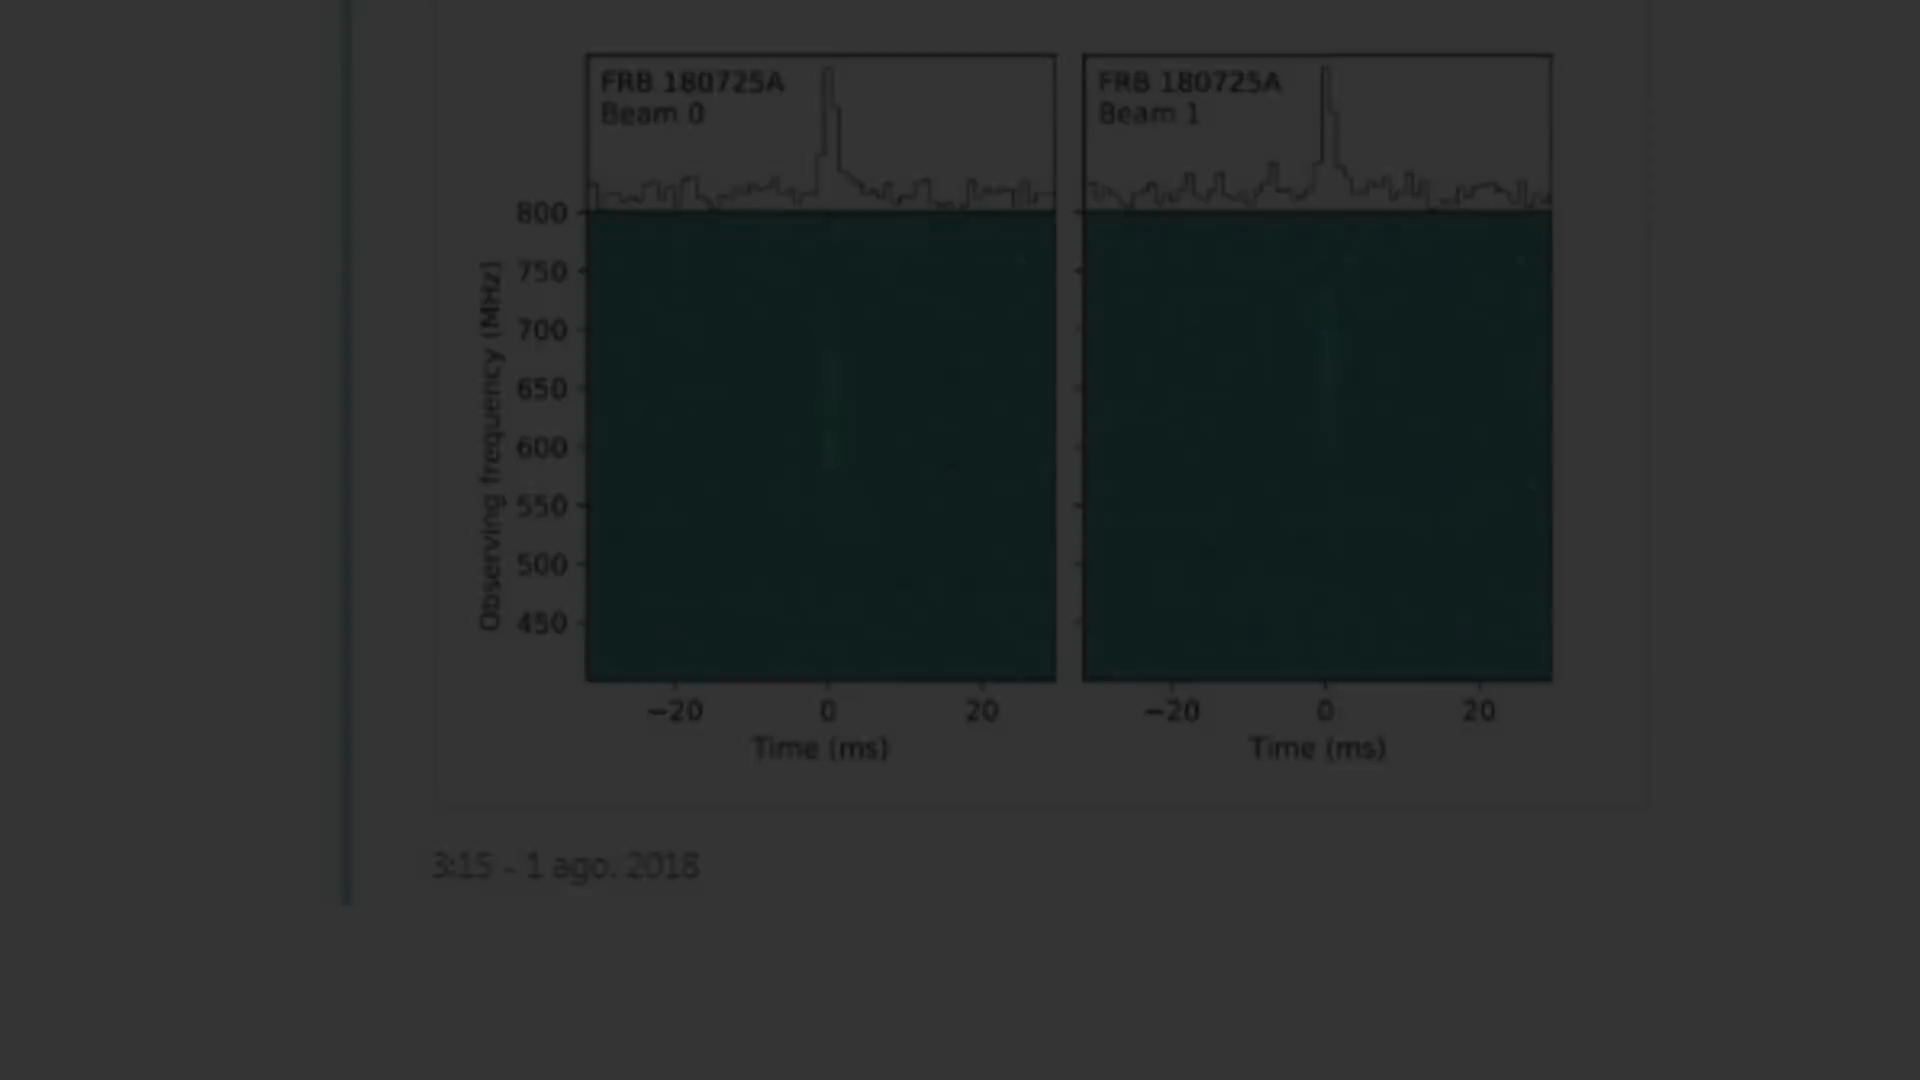 FRB 180725A
Beam 0
FRB 180725A
Beam 1
Observing frequency (MHz)
800
750
700
650
600
550
500
450
−20 0 20
−20 0 20
Time (ms)
Time (ms)
3:15 - 1 ago. 2018